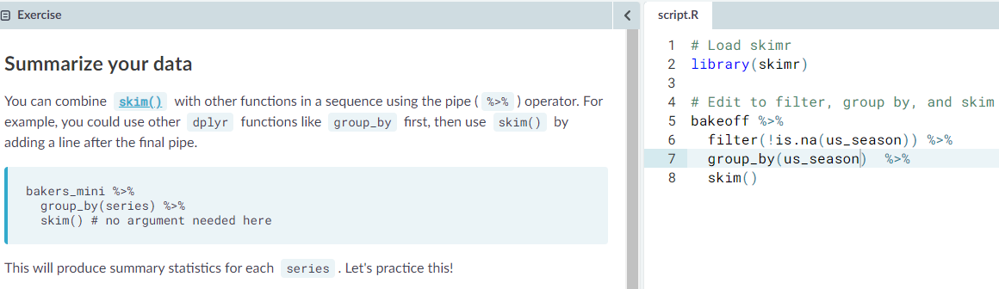 Exercise
Summarize your data
You can combine skim() with other functions in a sequence using the pipe ( %>% ) operator. For
example, you could use other dplyr functions like group_by first, then use skim() by
adding a line after the final pipe.
bakers_mini %>%
  group_by(series) %>%
  skim() # no argument needed here
This will produce summary statistics for each series . Let's practice this!
script.R
1 # Load skimr
2 library(skimr)
3
4 # Edit to filter, group by, and skim
5 bakeoff %>%
6   filter(!is.na(us_season)) %>%
7   group_by(us_season)  %>%
8   skim()